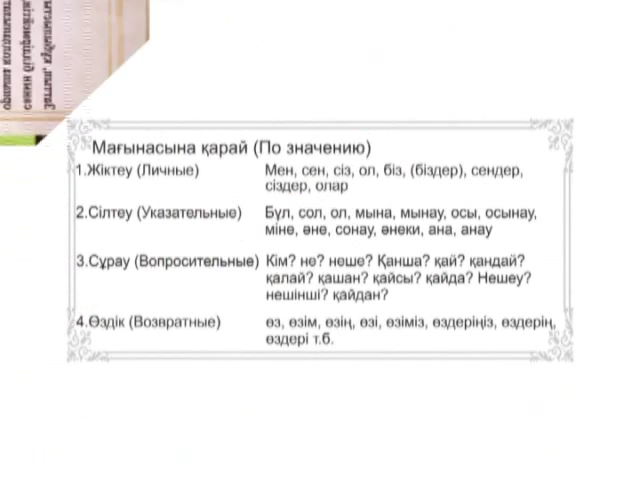 Мағынасына қарай (По значению)
1.Жіктеу (Личные) Мен, сен, сіз, ол, біз, (біздер), сендер,
сіздер, олар
2.Сілтеу (Указательные) Бұл, сол, ол, мына, мынау, осы, осынау,
міне, әне, сонау, әнеки, ана, анау
3.Сұрау (Вопросительные) Кім? не? неше? Қанша? қай? қандай?
қалай? қашан? қайсы? қайда? Нешеу?
нешінші? қайдан?
4.Өздік (Возвратные) өз, өзім, өзің, өзі, өзіміз, өздеріңіз, өздерің,
өздері т.б.